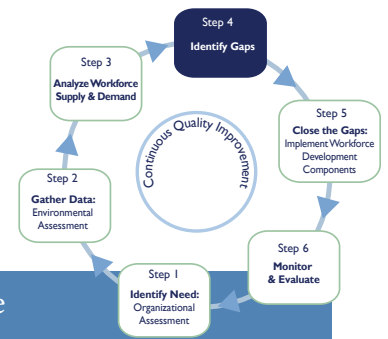 Step 4
Identify Gaps
Step 3
Analyze Workforce
Supply & Demand
Step 5
Close the Gaps:
Implement Workforce
Development
Components
Continuous Quality Improvement
Step 2
Gather Data:
Environmental
Assessment
Step 6
Monitor
& Evaluate
Step 1
Identify Need:
Organizational
Assessment
e